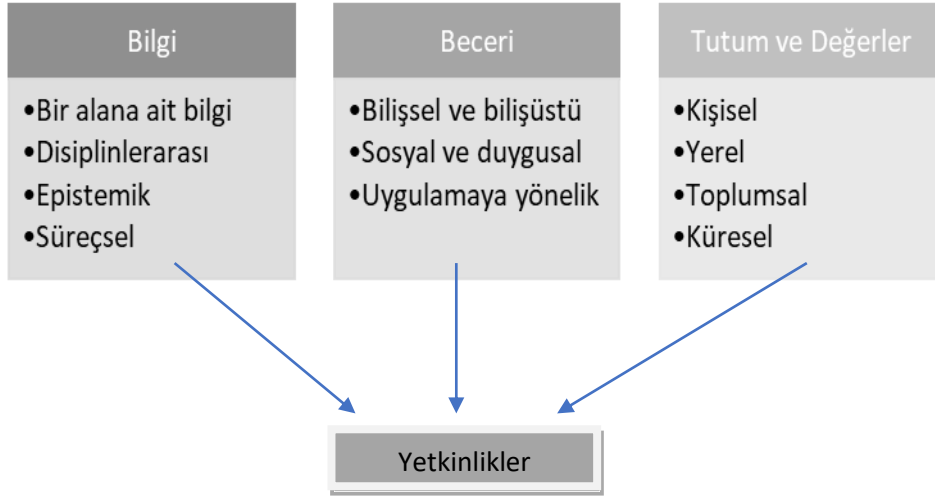 Bilgi
•Bir alana ait bilgi
•Disiplinlerarası
•Epistemik
•Süreçsel
Beceri
•Bilişsel ve bilişüstü
•Sosyal ve duygusal
•Uygulamaya yönelik
Tutum ve Değerler
•Kişisel
•Yerel
•Toplumsal
•Küresel
Yetkinlikler